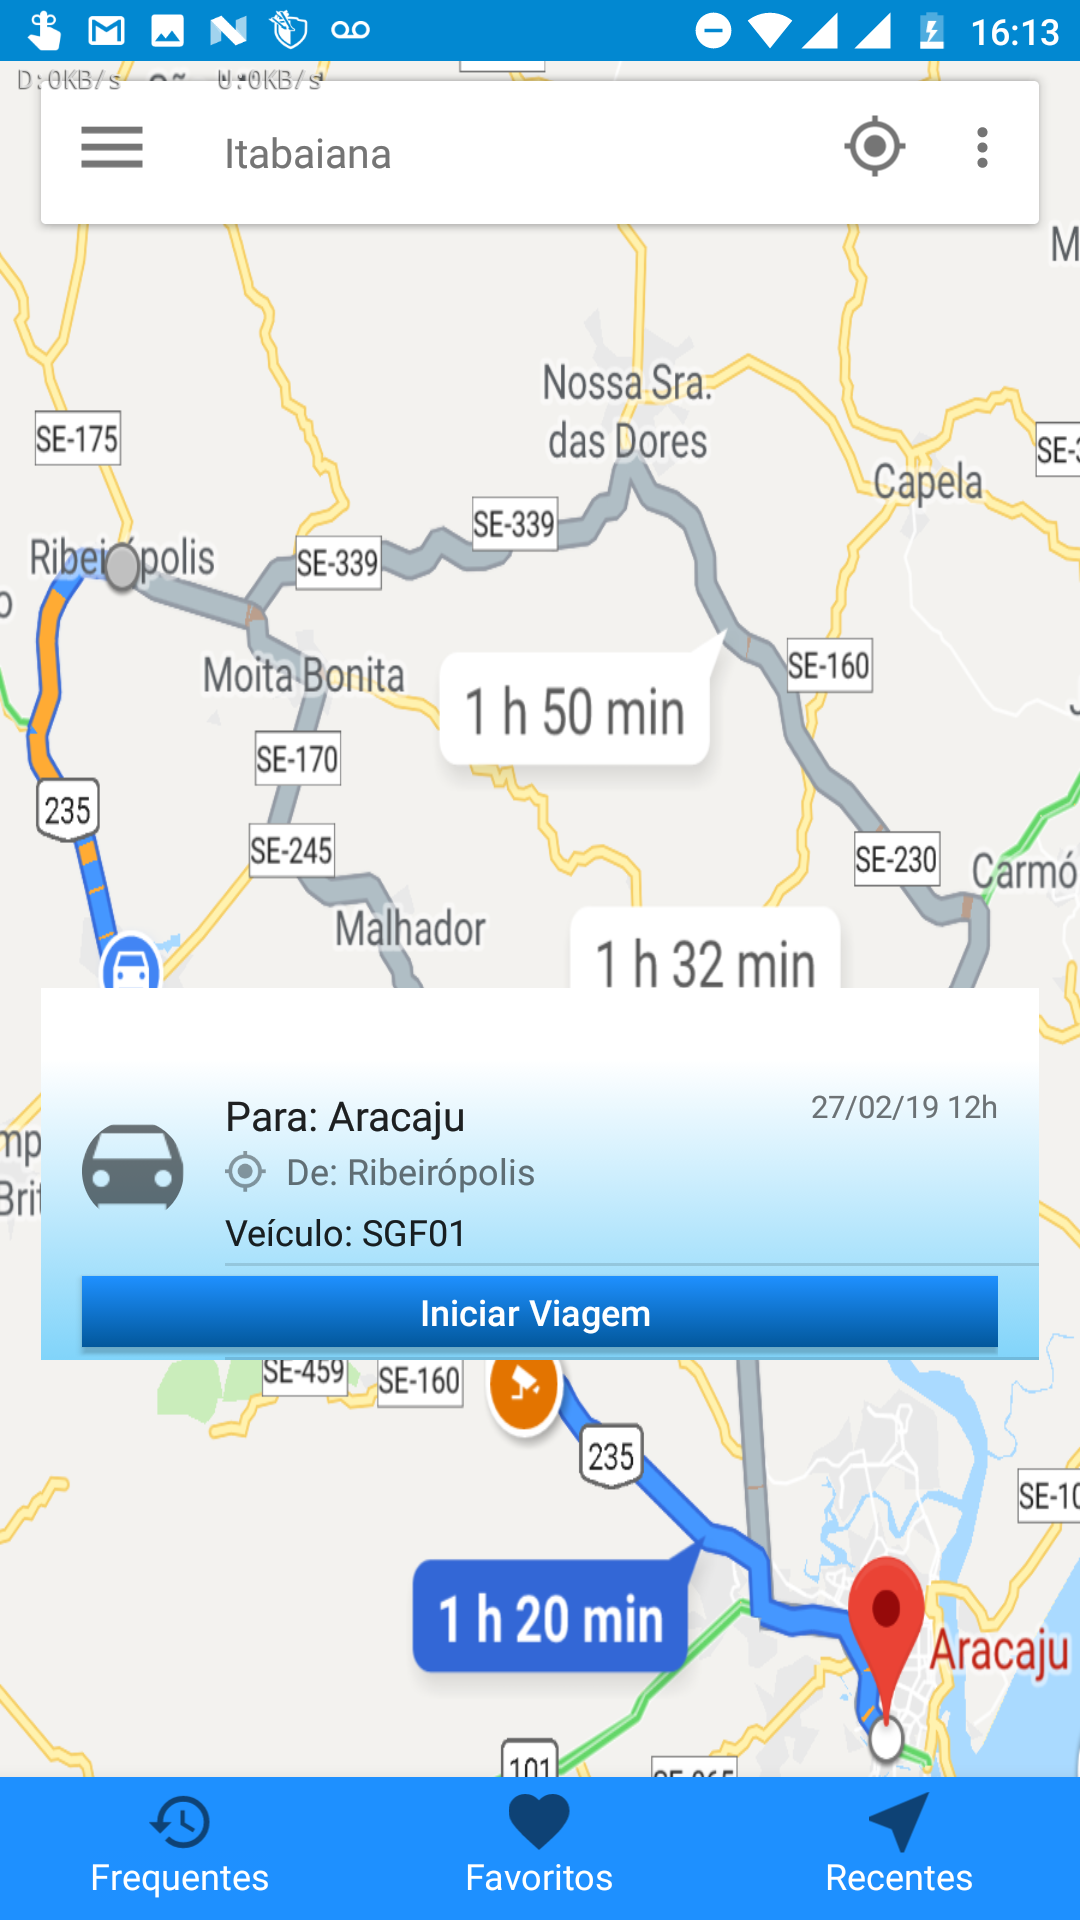 16:13
D:0KB/s U:0KB/s
Itabaiana
Nossa Sra.
das Dores
SE-175
Capela
SE-339
Ribeirópolis
SE-339
Moita Bonita
SE-160
1 h 50 min
SE-170
235
SE-245
SE-230
Carmó
Malhador
1 h 32 min
Para: Aracaju
27/02/19 12h
De: Ribeirópolis
Veículo: SGF01
Iniciar Viagem
SE-459
SE-160
235
SE-10
1 h 20 min
Aracaju
101
Frequentes
Favoritos
Recentes